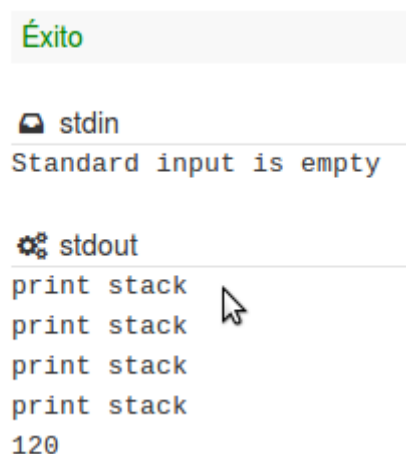 Éxito
stdin
Standard input is empty
stdout
print stack
print stack
print stack
print stack
120